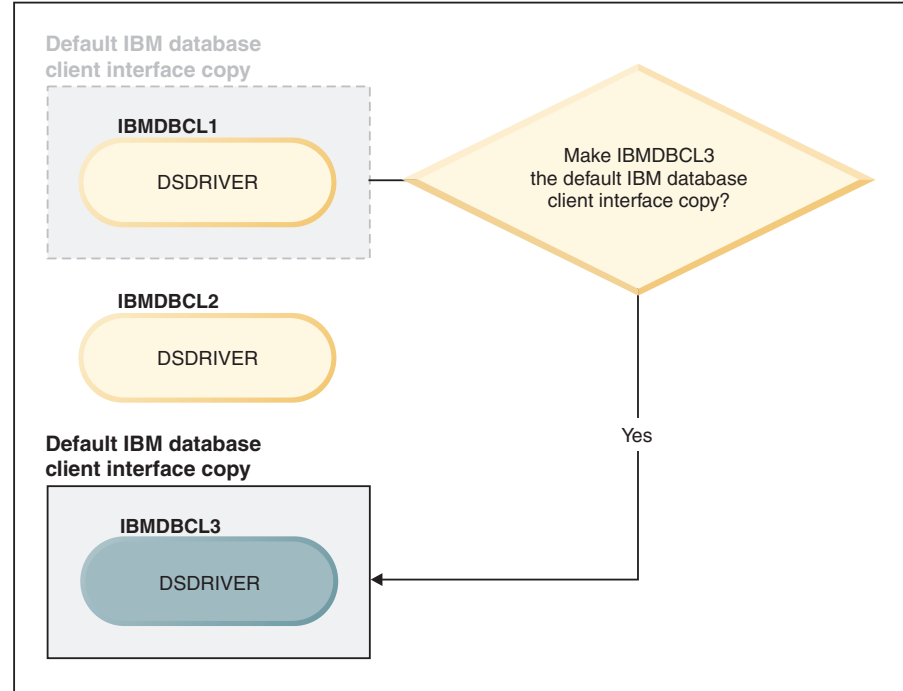 Default IBM database
client interface copy
IBMDBCL1
DSDRIVER
Make IBMDBCL3
the default IBM database
client interface copy?
IBMDBCL2
DSDRIVER
Yes
Default IBM database
client interface copy
IBMDBCL3
DSDRIVER